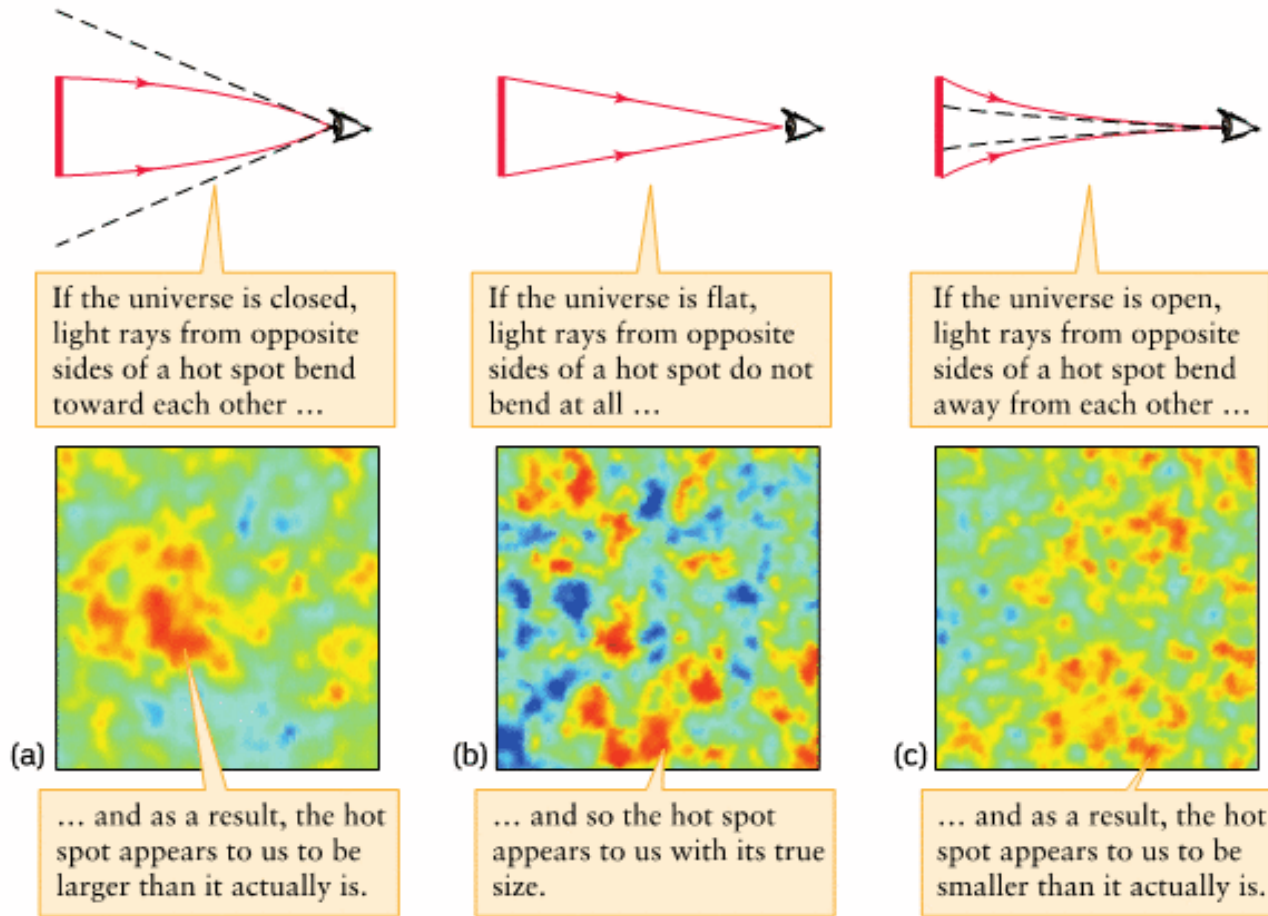 If the universe is closed,
light rays from opposite
sides of a hot spot bend
toward each other ...
If the universe is flat,
light rays from opposite
sides of a hot spot do not
bend at all ...
If the universe is open,
light rays from opposite
sides of a hot spot bend
away from each other ...
(a)
(b)
(c)
... and as a result, the hot
spot appears to us to be
larger than it actually is.
... and so the hot spot
appears to us with its true
size.
... and as a result, the hot
spot appears to us to be
smaller than it actually is.